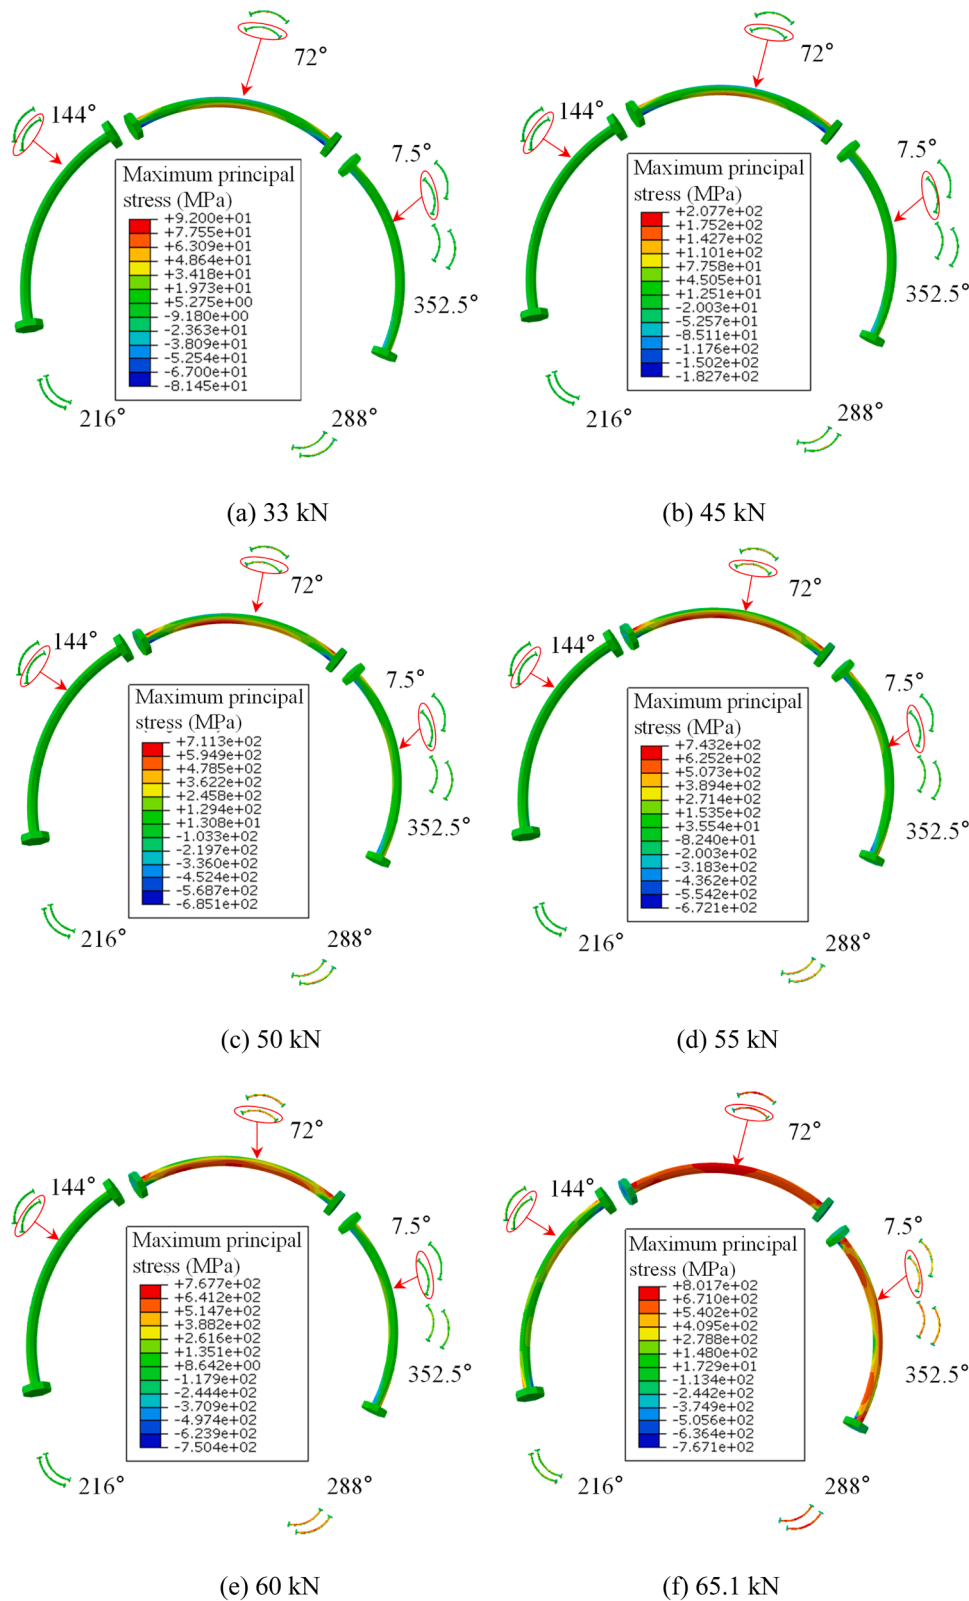 72°
144°
7.5°
Maximum principal
stress (MPa)
+9.200e+01
+7.755e+01
+6.309e+01
+4.864e+01
+3.418e+01
+1.973e+01
+5.275e+00
-9.180e+00
-2.363e+01
-3.809e+01
-5.254e+01
-6.700e+01
-8.145e+01
352.5°
216°
288°
(a) 33 kN
72°
144°
7.5°
Maximum principal
stress (MPa)
+2.077e+02
+1.752e+02
+1.427e+02
+1.101e+02
+7.758e+01
+4.505e+01
+1.251e+01
-2.003e+01
-5.257e+01
-8.511e+01
-1.176e+02
-1.502e+02
-1.827e+02
352.5°
216°
288°
(b) 45 kN
72°
144°
7.5°
Maximum principal
stress (MPa)
+7.113e+02
+5.949e+02
+4.785e+02
+3.622e+02
+2.458e+02
+1.294e+02
+1.308e+01
-1.033e+02
-2.197e+02
-3.360e+02
-4.524e+02
-5.687e+02
-6.851e+02
352.5°
216°
288°
(c) 50 kN
72°
144°
7.5°
Maximum principal
stress (MPa)
+7.432e+02
+6.252e+02
+5.073e+02
+3.894e+02
+2.714e+02
+1.535e+02
+3.554e+01
-8.240e+01
-2.003e+02
-3.183e+02
-4.362e+02
-5.542e+02
-6.721e+02
352.5°
216°
288°
(d) 55 kN
72°
144°
7.5°
Maximum principal
stress (MPa)
+7.677e+02
+6.412e+02
+5.147e+02
+3.882e+02
+2.616e+02
+1.351e+02
+8.642e+00
-1.179e+02
-2.444e+02
-3.709e+02
-4.974e+02
-6.239e+02
-7.504e+02
352.5°
216°
288°
(e) 60 kN
72°
144°
7.5°
Maximum principal
stress (MPa)
+8.017e+02
+6.710e+02
+5.402e+02
+4.095e+02
+2.788e+02
+1.480e+02
+1.729e+01
-1.134e+02
-2.442e+02
-3.749e+02
-5.056e+02
-6.364e+02
-7.671e+02
352.5°
216°
288°
(f) 65.1 kN